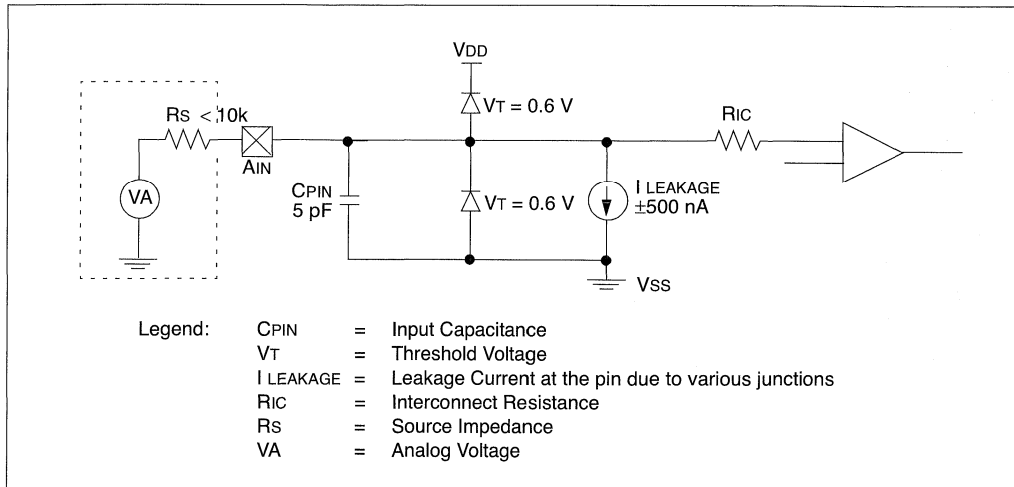 VDD
VT = 0.6 V
RS < 10k
RIC
AIN
VA
CPIN
5 pF
VT = 0.6 V
I LEAKAGE
±500 nA
VSS
Legend:
CPIN = Input Capacitance
VT = Threshold Voltage
I LEAKAGE = Leakage Current at the pin due to various junctions
RIC = Interconnect Resistance
RS = Source Impedance
VA = Analog Voltage